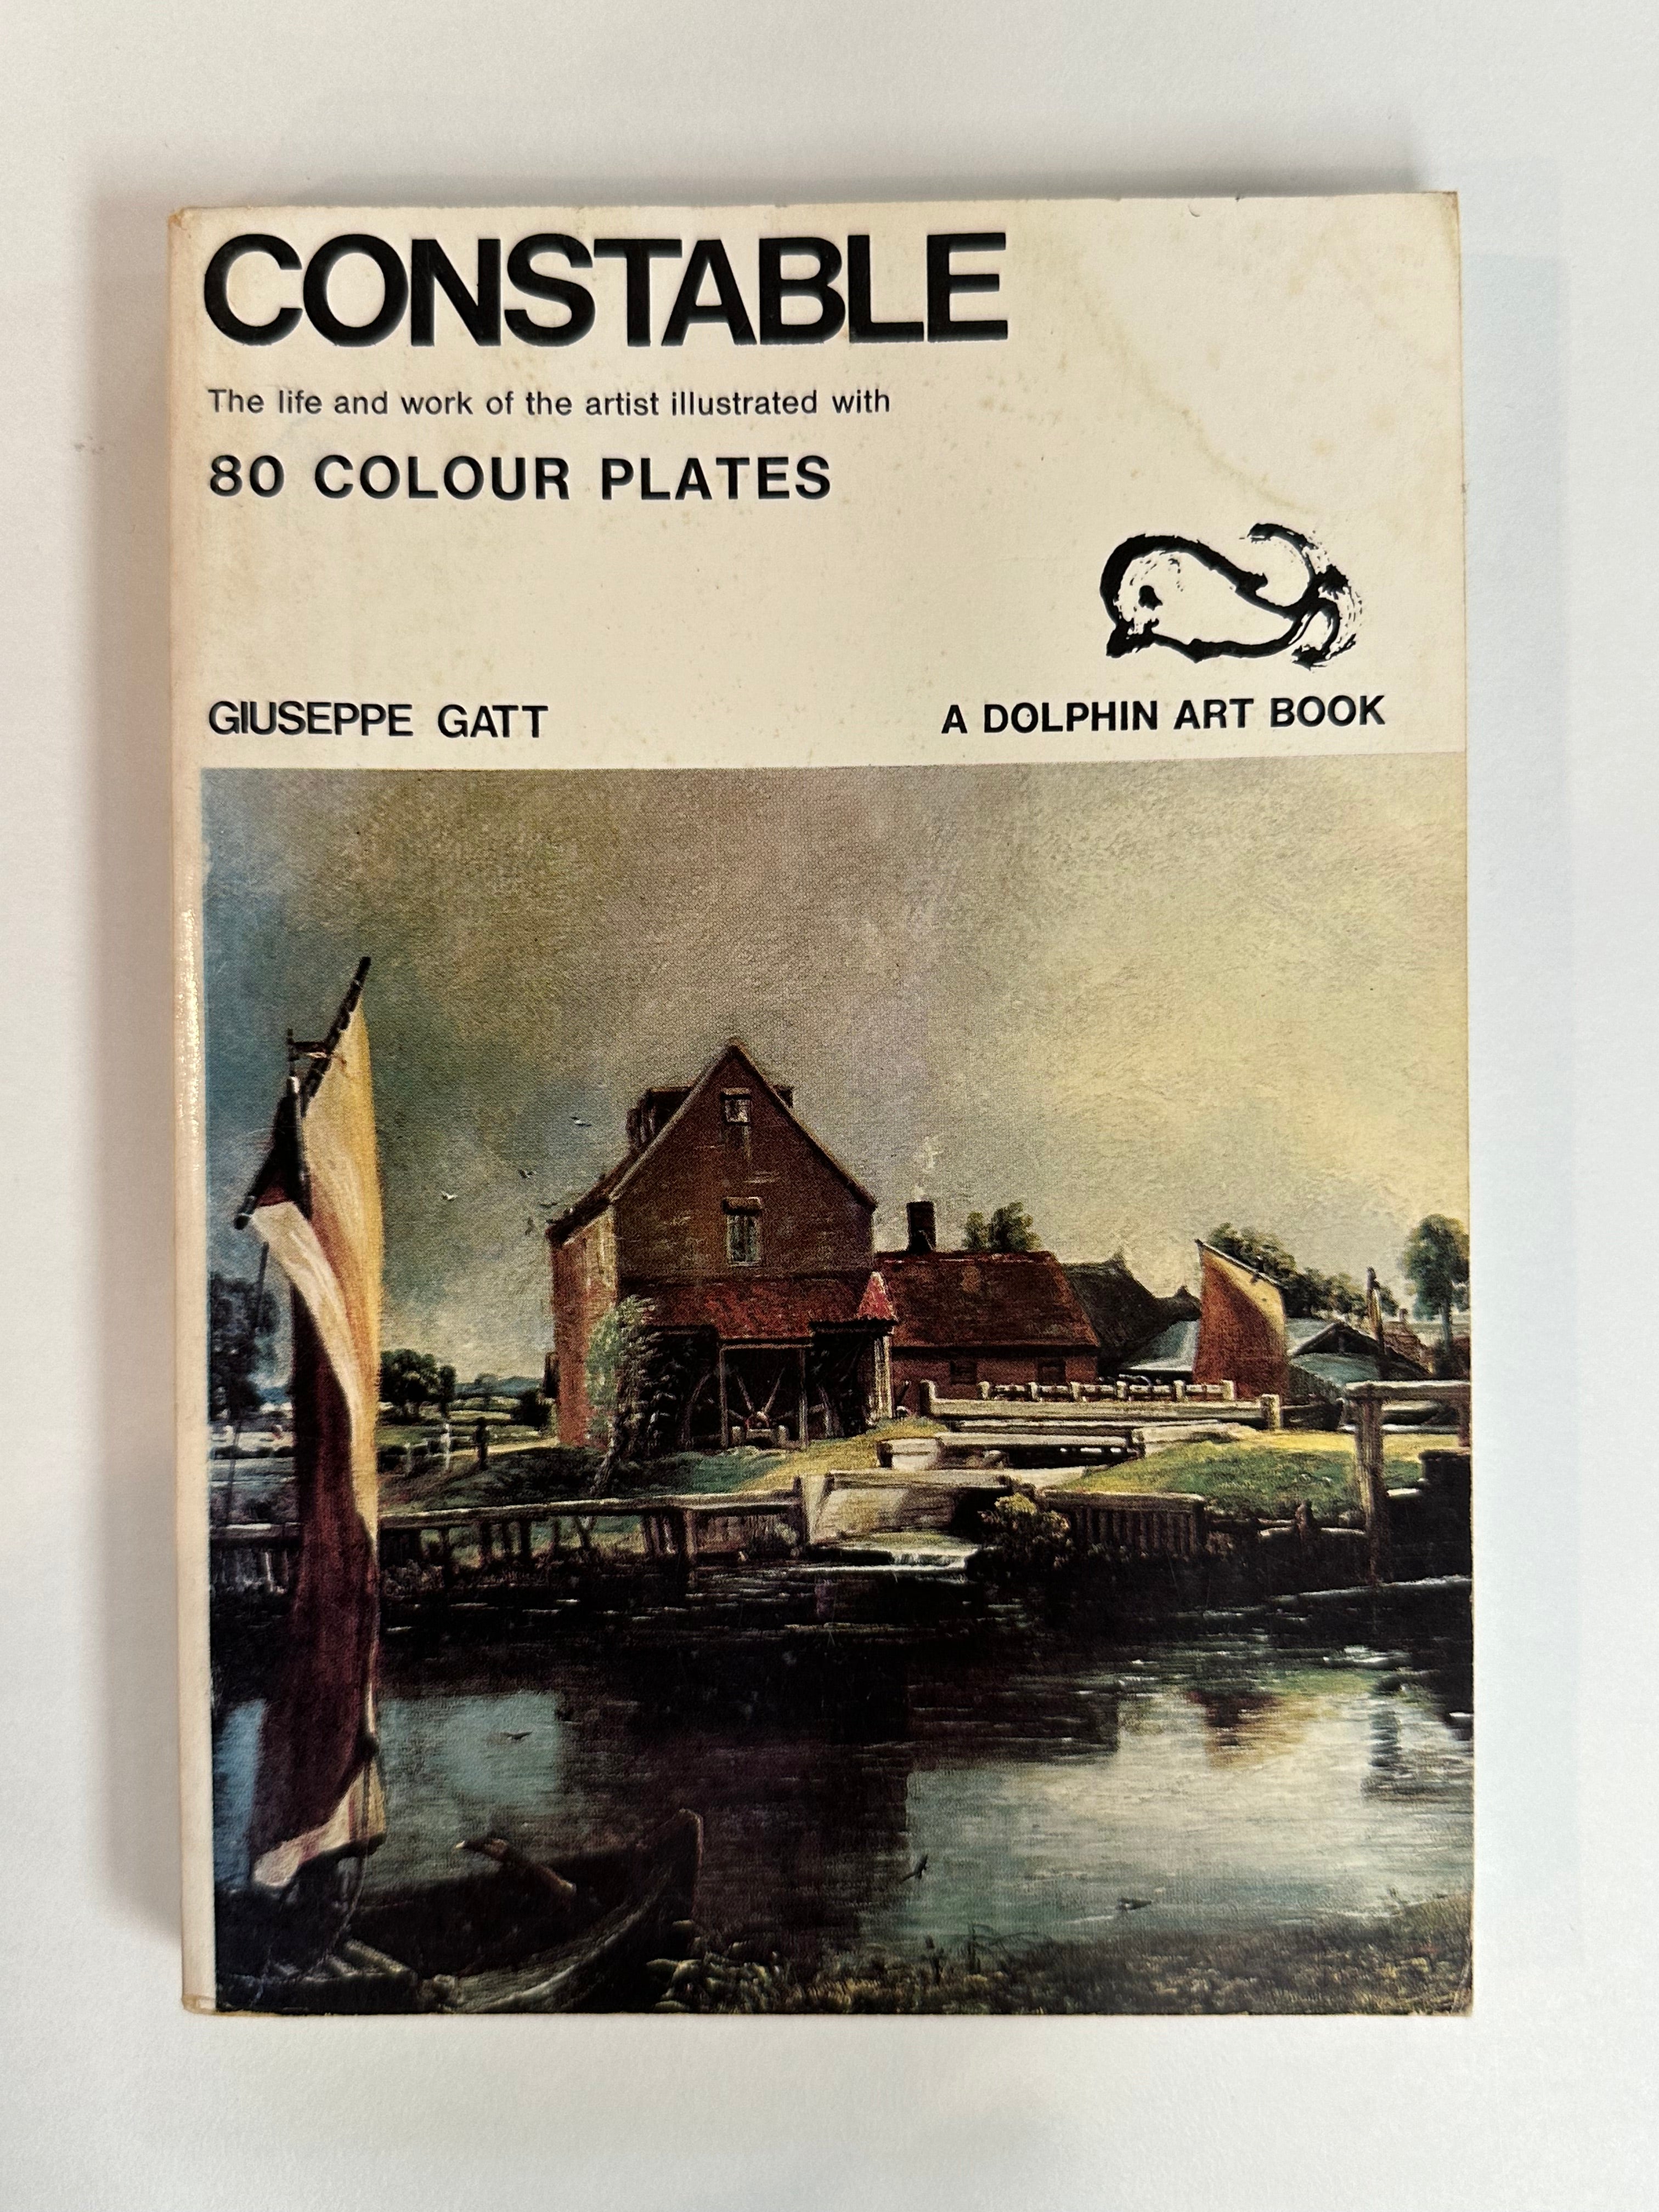 CONSTABLE
The life and work of the artist illustrated with
80 COLOUR PLATES
GIUSEPPE GATT
A DOLPHIN ART BOOK